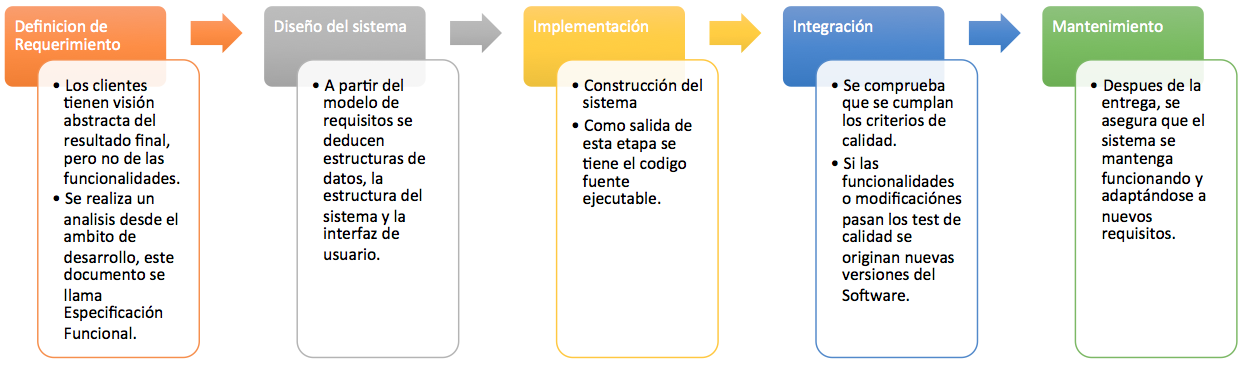 Definicion de
Requerimiento
• Los clientes
tienen visión
abstracta del
resultado final,
pero no de las
funcionalidades.
• Se realiza un
analisis desde el
ambito de
desarrollo, este
documento se
llama
Especificación
Funcional.
Diseño del sistema
• A partir del
modelo de
requisitos se
deducen
estructuras de
datos, la
estructura del
sistema y la
interfaz de
usuario.
Implementación
• Construcción del
sistema
• Como salida de
esta etapa se
tiene el codigo
fuente
ejecutable.
Integración
• Se comprueba
que se cumplan
los criterios de
calidad.
• Si las
funcionalidades
o modificaciónes
pasan los test de
calidad se
originan nuevas
versiones del
Software.
Mantenimiento
• Despues de la
entrega, se
asegura que el
sistema se
mantenga
funcionando y
adaptándose a
nuevos
requisitos.